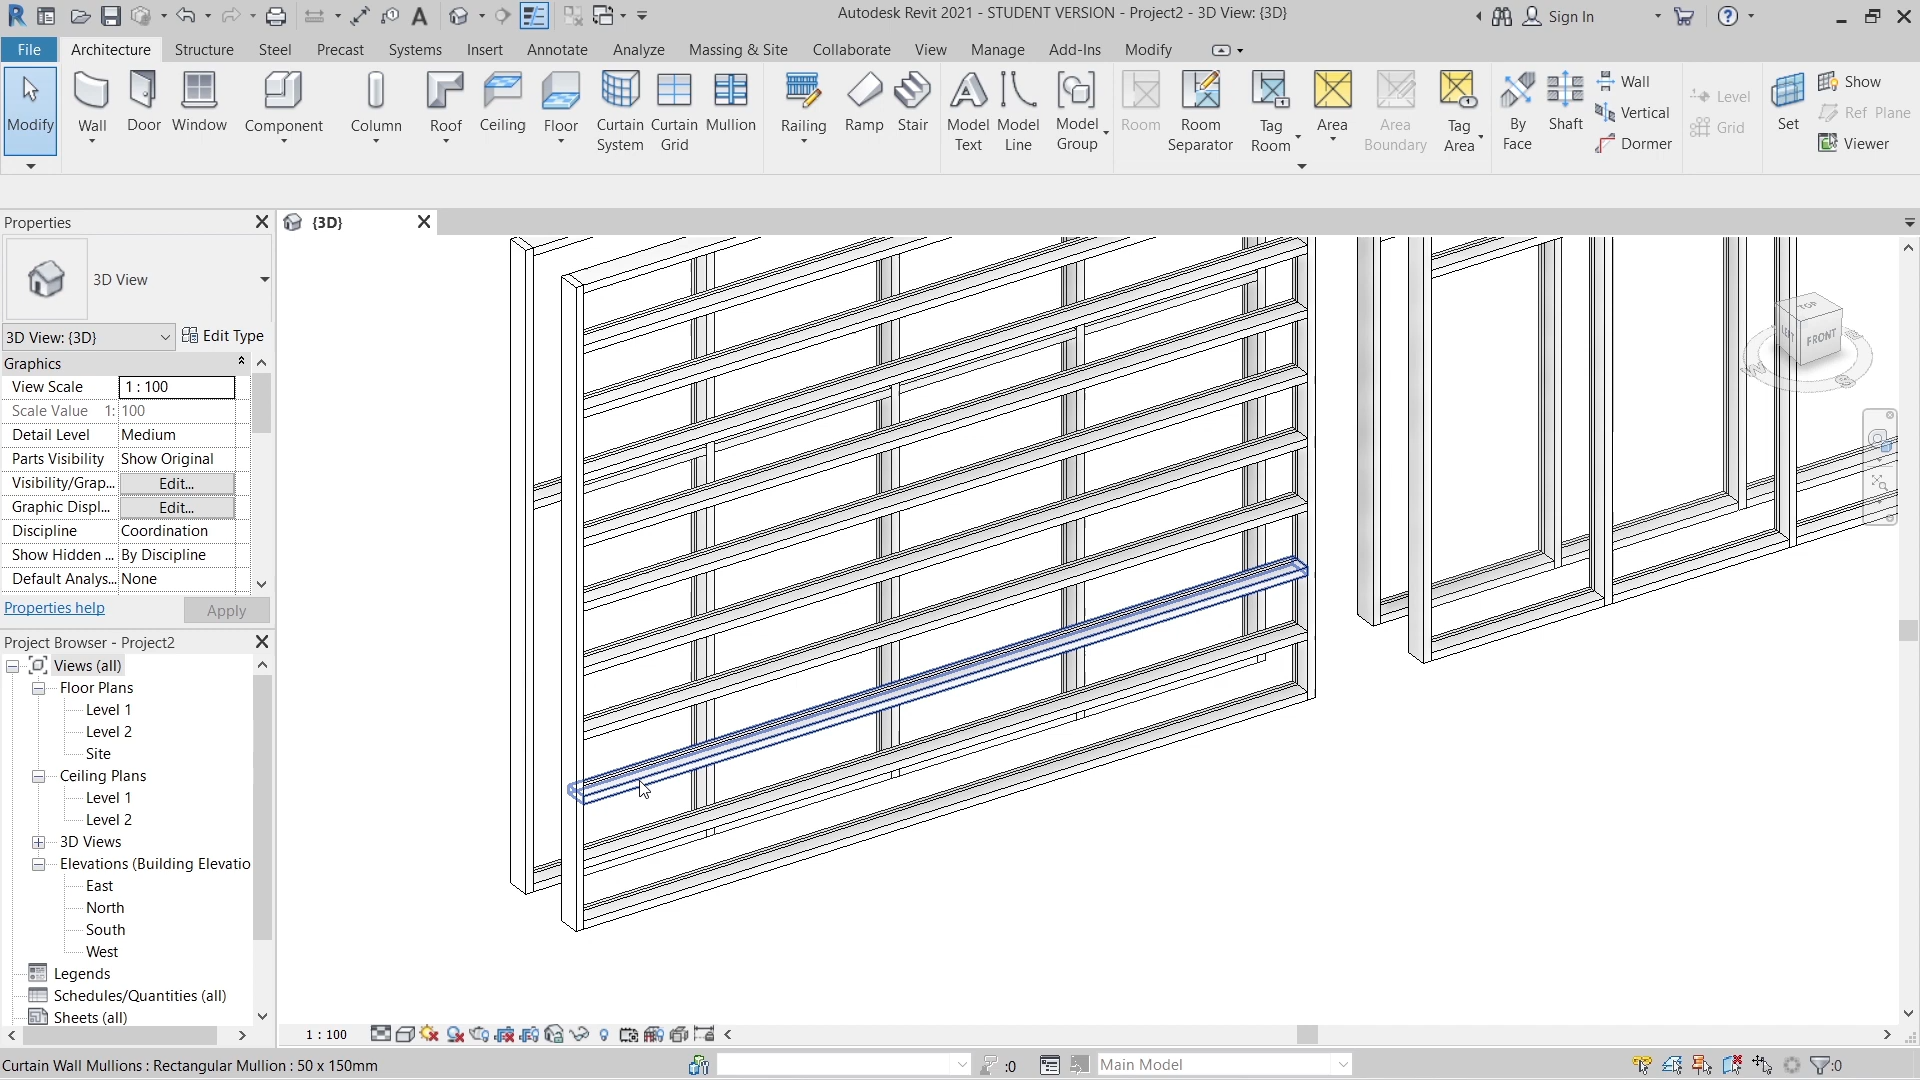 Autodesk Revit 2021 - STUDENT VERSION - Project2 - 3D View: {3D}
Sign In
File Architecture Structure Steel Precast Systems Insert Annotate Analyze Massing & Site Collaborate View Manage Add-Ins Modify
Modify
Wall
Door
Window
Component
Column
Roof
Ceiling
Floor
Curtain System
Curtain Grid
Mullion
Railing
Ramp
Stair
Model Text
Model Line
Model Group
Room
Room Separator
Tag Room
Area
Area Boundary
Tag Area
By Face
Shaft
Wall
Vertical
Dormer
Level
Grid
Set
Show
Ref Plane
Viewer
Properties
{3D}
3D View
3D View: {3D}
Edit Type
Graphics
View Scale 1 : 100
Scale Value 1: 100
Detail Level Medium
Parts Visibility Show Original
Visibility/Grap... Edit...
Graphic Displ... Edit...
Discipline Coordination
Show Hidden ... By Discipline
Default Analys... None
Properties help
Apply
Project Browser - Project2
Views (all)
Floor Plans
Level 1
Level 2
Site
Ceiling Plans
Level 1
Level 2
3D Views
Elevations (Building Elevatio
East
North
South
West
Legends
Schedules/Quantities (all)
Sheets (all)
TOP
LEFT
FRONT
W
S
1 : 100
Curtain Wall Mullions : Rectangular Mullion : 50 x 150mm
:0
Main Model
:0